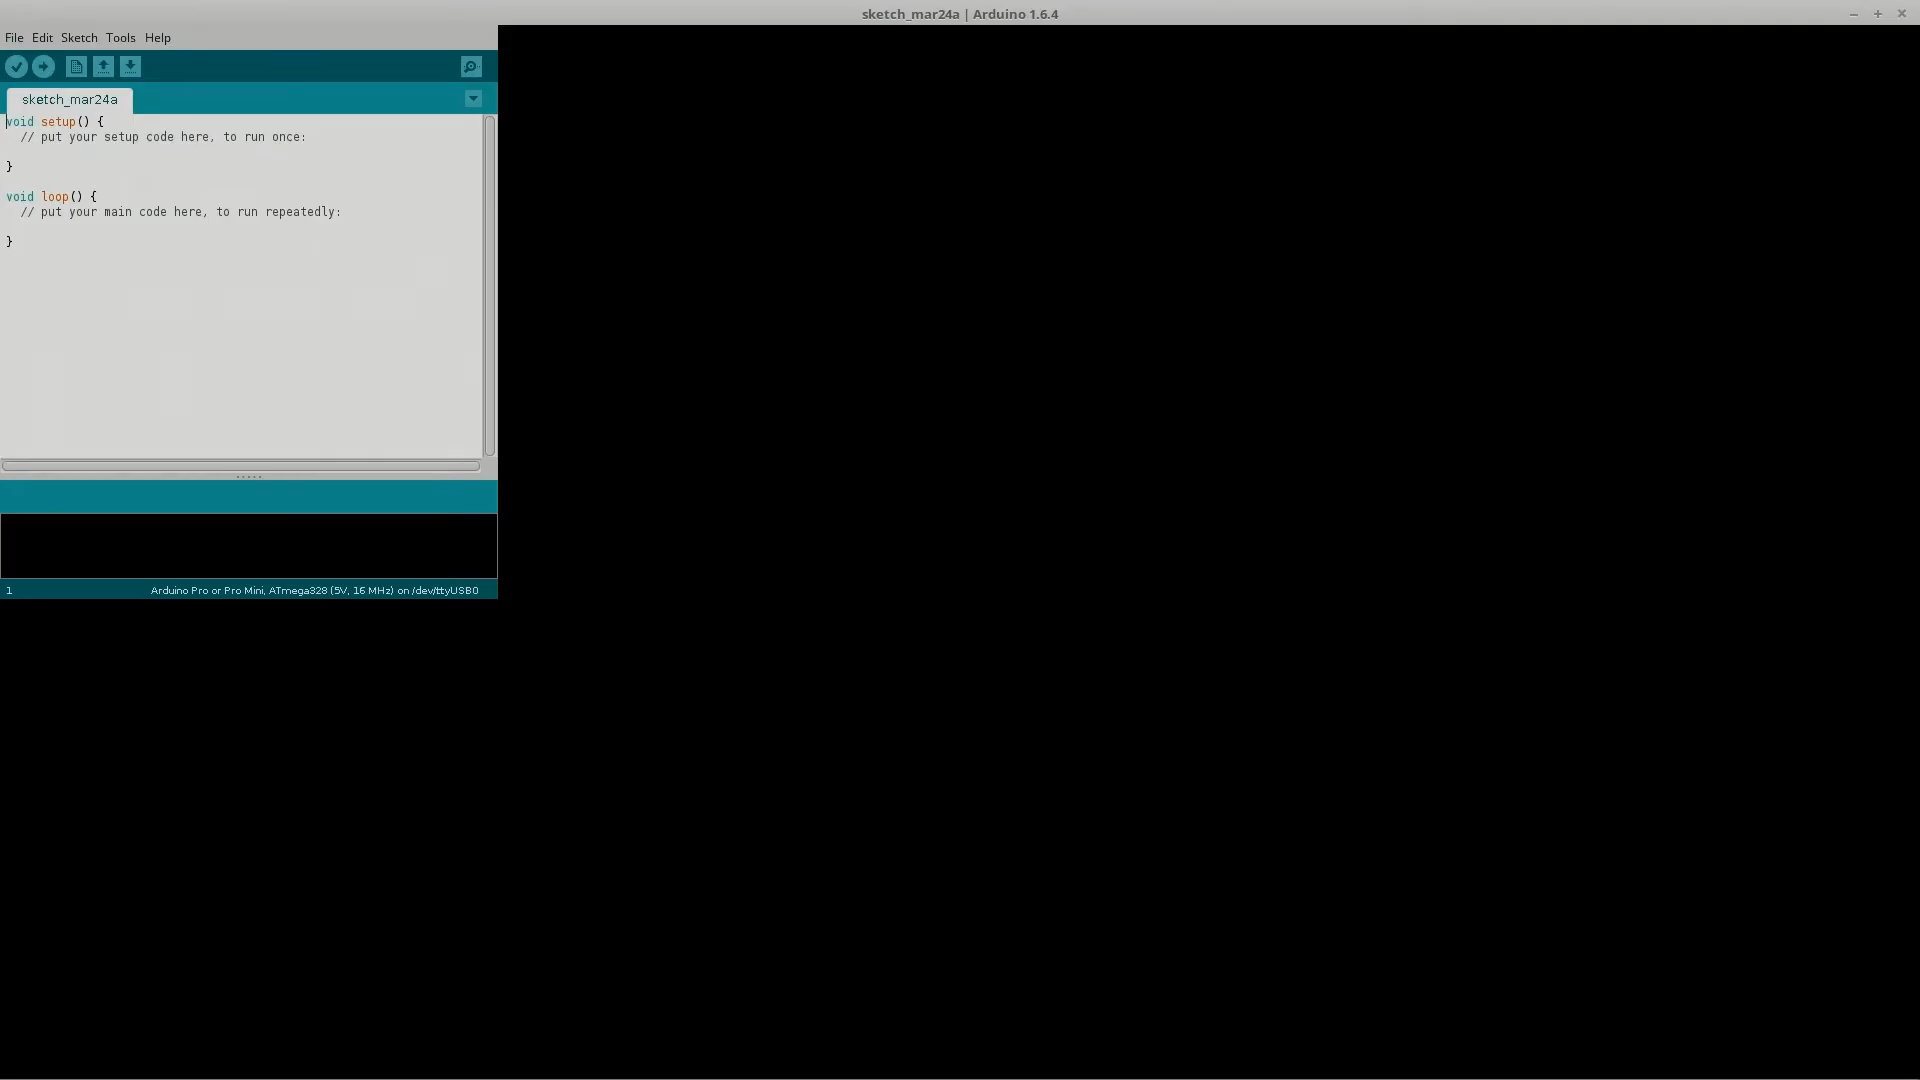 sketch_mar24a | Arduino 1.6.4
File Edit Sketch Tools Help
sketch_mar24a
void setup() {
  // put your setup code here, to run once:
}
void loop() {
  // put your main code here, to run repeatedly:
}
1
Arduino Pro or Pro Mini, ATmega328 (5V, 16 MHz) on /dev/ttyUSB0